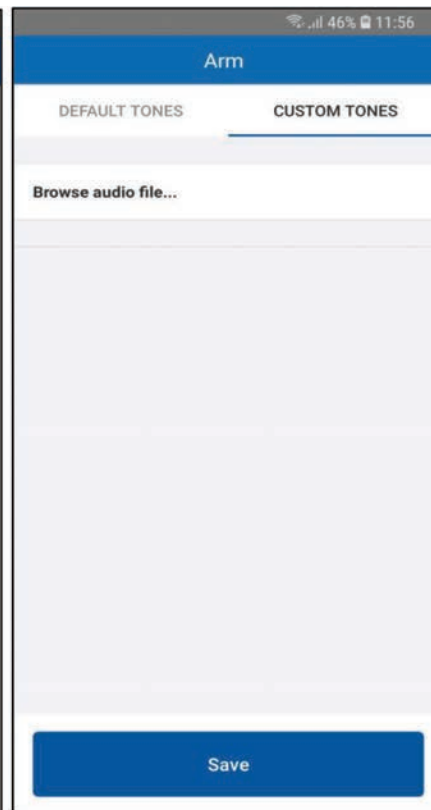 46% 11:56
Arm
DEFAULT TONES CUSTOM TONES
Browse audio file...
Save